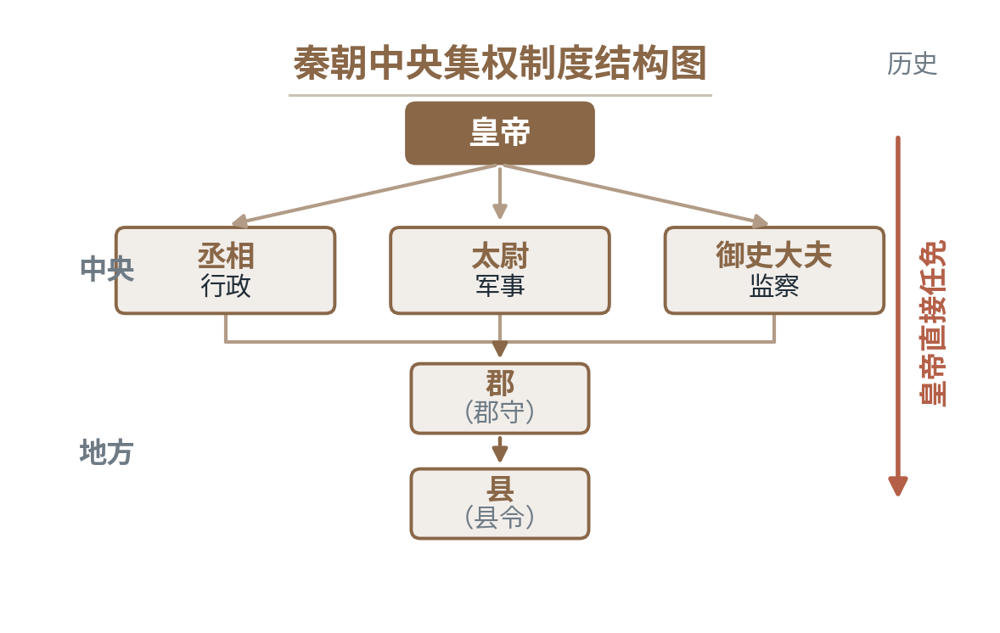 秦朝中央集权制度结构图
历史
皇帝
中央
丞相
行政
太尉
军事
御史大夫
监察
皇帝直接任免
郡
（郡守）
地方
县
（县令）